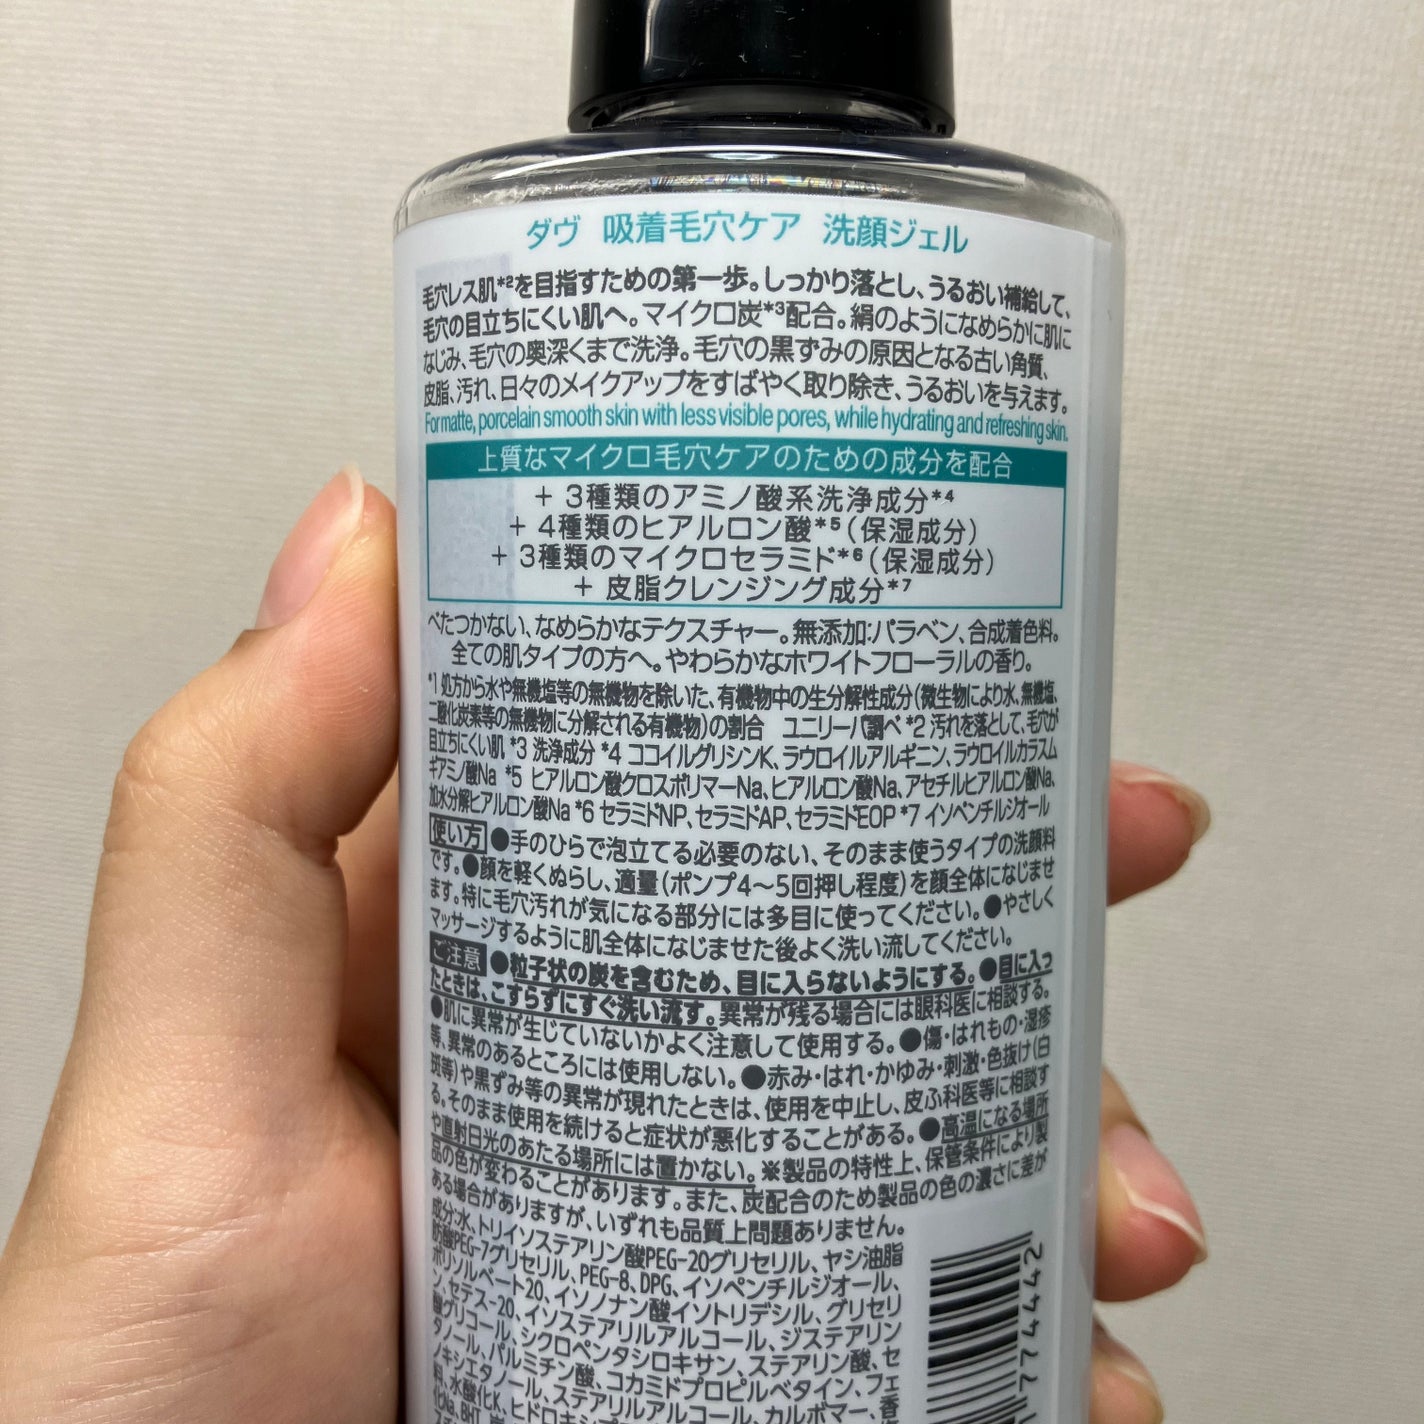 ダヴ 吸着毛穴ケア 洗顔ジェル
毛穴レス肌*2を目指すための第一歩。しっかり落とし、うるおい補給して、
毛穴の目立ちにくい肌へ。マイクロ炭*3配合。絹のようになめらかに肌に
なじみ、毛穴の奥深くまで洗浄。毛穴の黒ずみの原因となる古い角質、
皮脂、汚れ、日々のメイクアップをすばやく取り除き、うるおいを与えます。
For matte, porcelain smooth skin with less visible pores, while hydrating and refreshing skin.
上質なマイクロ毛穴ケアのための成分を配合
+ 3種類のアミノ酸系洗浄成分*4
+ 4種類のヒアルロン酸*5(保湿成分)
+ 3種類のマイクロセラミド*6(保湿成分)
+ 皮脂クレンジング成分*7
べたつかない、なめらかなテクスチャー。無添加:パラベン、合成着色料。
全ての肌タイプの方へ。やわらかなホワイトフローラルの香り。
*1 処方から水や無機塩等の無機物を除いた、有機物中の生分解性成分(微生物により水、無機塩、
二酸化炭素等の無機物に分解される有機物)の割合 ユニリーバ調べ *2 汚れを落として、毛穴が
目立ちにくい肌 *3 洗浄成分 *4 ココイルグリシンK、ラウロイルアルギニン、ラウロイルカラスム
ギアミノ酸Na *5 ヒアルロン酸クロスポリマーNa、ヒアルロン酸Na、アセチルヒアルロン酸Na、
加水分解ヒアルロン酸Na *6 セラミドNP、セラミドAP、セラミドEOP *7 イソペンチルジオール
使い方 ●手のひらで泡立てる必要のない、そのまま使うタイプの洗顔料
です。●顔を軽くぬらし、適量(ポンプ4〜5回押し程度)を顔全体になじませ
ます。特に毛穴汚れが気になる部分には多目に使ってください。●やさしく
マッサージするように肌全体になじませた後よく洗い流してください。
ご注意 ●粒子状の炭を含むため、目に入らないようにする。●目に入っ
たときは、こすらずにすぐ洗い流す。異常が残る場合には眼科医に相談する。
●肌に異常が生じていないかよく注意して使用する。●傷・はれもの・湿疹
等、異常のあるところには使用しない。●赤み・はれ・かゆみ・刺激・色抜け(白
斑等)や黒ずみ等の異常が現れたときは、使用を中止し、皮ふ科医等に相談す
る。そのまま使用を続けると症状が悪化することがある。●高温になる場所
や直射日光のあたる場所には置かない。※製品の特性上、保管条件により製
品の色が変わることがあります。また、炭配合のため製品の色の濃さに差が
ある場合がありますが、いずれも品質上問題ありません。
成分:水、トリイソステアリン酸PEG-20グリセリル、ヤシ油脂
肪酸PEG-7グリセリル、PEG-8、DPG、イソペンチルジオール、
ポリソルベート20、イソノナン酸イソトリデシル、グリセリ
ン、セテス-20、イソステアリルアルコール、ジステアリン
酸グリコール、シクロペンタシロキサン、ステアリン酸、セ
タノール、パルミチン酸、コカミドプロピルベタイン、フェ
ノキシエタノール、ステアリルアルコール、カルボマー、香
料、水酸化K、ヒドロキシプ
化Na、BHT、炭